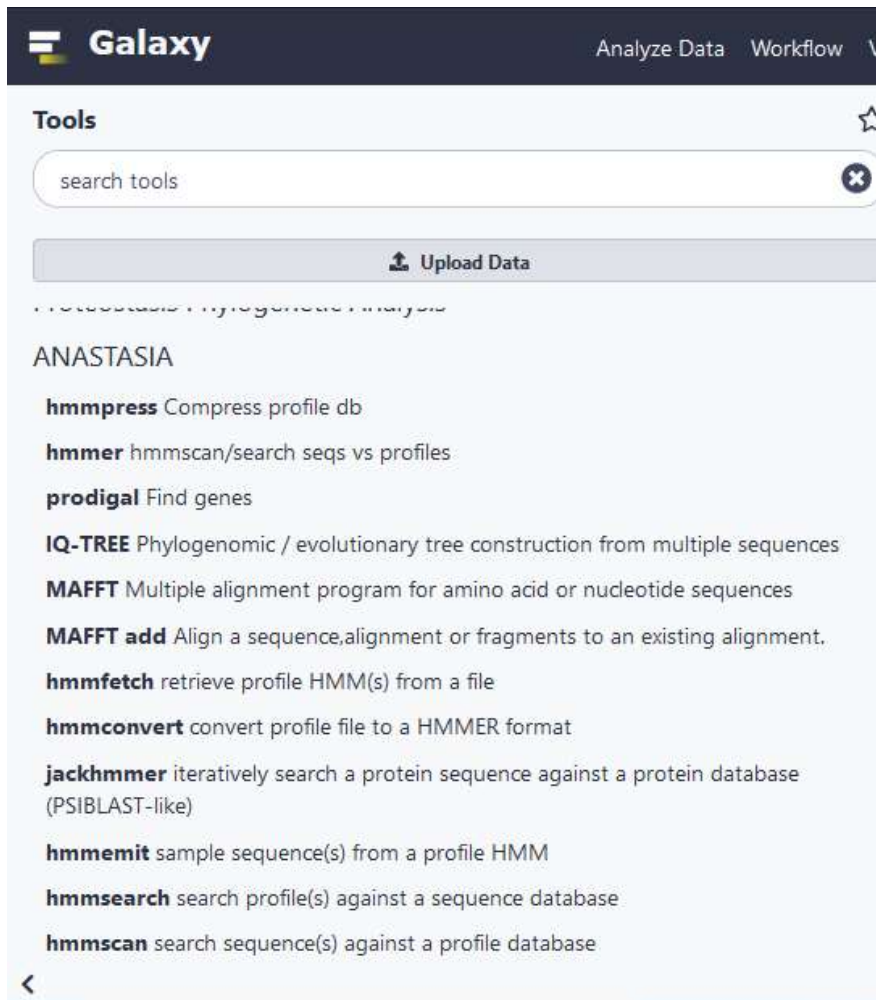 Galaxy
Analyze Data Workflow
Tools
search tools
Upload Data
Proteostasis Phylogenetic Analysis
ANASTASIA
hmmpress Compress profile db
hmmer hmmscan/search seqs vs profiles
prodigal Find genes
IQ-TREE Phylogenomic / evolutionary tree construction from multiple sequences
MAFFT Multiple alignment program for amino acid or nucleotide sequences
MAFFT add Align a sequence,alignment or fragments to an existing alignment.
hmmfetch retrieve profile HMM(s) from a file
hmmconvert convert profile file to a HMMER format
jackhmmer iteratively search a protein sequence against a protein database
(PSIBLAST-like)
hmmemit sample sequence(s) from a profile HMM
hmmsearch search profile(s) against a sequence database
hmmscan search sequence(s) against a profile database